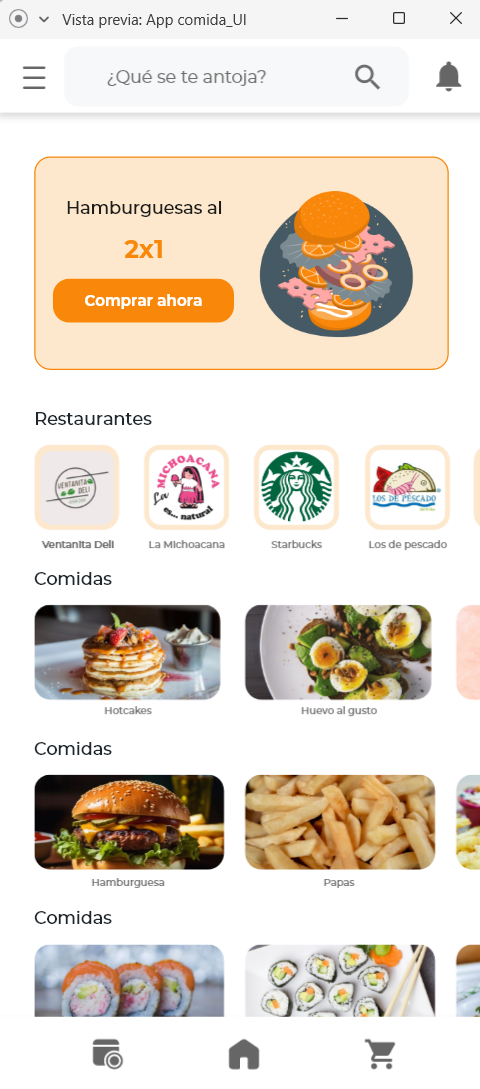 Vista previa: App comida_UI
¿Qué se te antoja?
Hamburguesas al
2x1
Comprar ahora
Restaurantes
VENTANITA
DELI
MICHOACANA
La
es... natural
LOS DE PESCADO
Ventanita Deli
La Michoacana
Starbucks
Los de pescado
Comidas
Hotcakes
Huevo al gusto
Comidas
Hamburguesa
Papas
Comidas